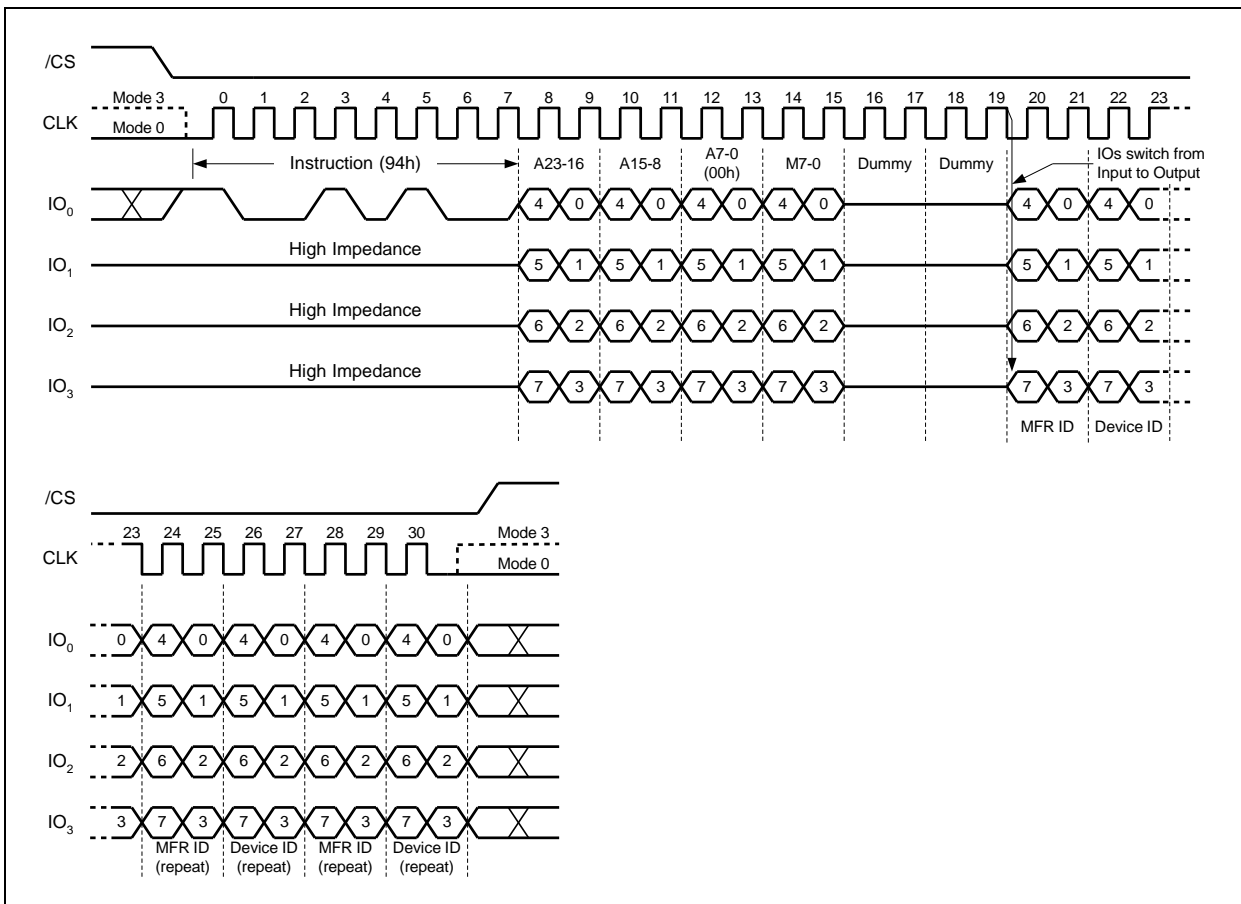 /CS
Mode 3 0 1 2 3 4 5 6 7 8 9 10 11 12 13 14 15 16 17 18 19 20 21 22 23
CLK
Mode 0
Instruction (94h) A23-16 A15-8 A7-0 (00h) M7-0 Dummy Dummy IOs switch from
Input to Output
IO0 4 0 4 0 4 0 4 0 4 0 4 0
IO1 High Impedance 5 1 5 1 5 1 5 1 5 1 5 1
IO2 High Impedance 6 2 6 2 6 2 6 2 6 2 6 2
IO3 High Impedance 7 3 7 3 7 3 7 3 7 3 7 3
MFR ID Device ID
/CS
23 24 25 26 27 28 29 30 Mode 3
CLK
Mode 0
IO0 0 4 0 4 0 4 0 4 0
IO1 1 5 1 5 1 5 1 5 1
IO2 2 6 2 6 2 6 2 6 2
IO3 3 7 3 7 3 7 3 7 3
MFR ID Device ID MFR ID Device ID
(repeat) (repeat) (repeat) (repeat)